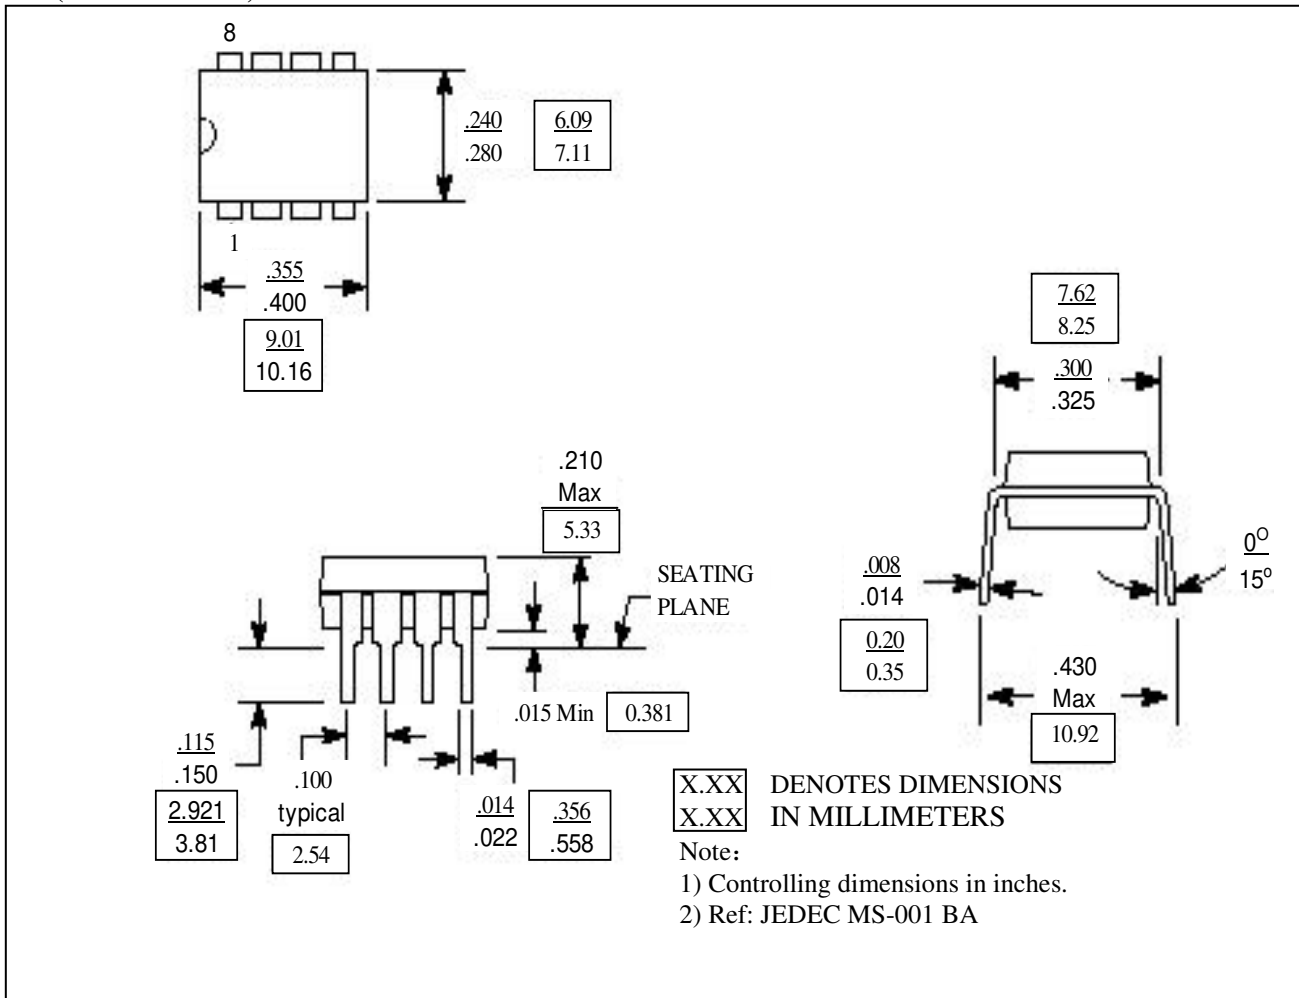 8
.240
.280
6.09
7.11
1
.355
.400
9.01
10.16
7.62
8.25
.300
.325
.210
Max
5.33
SEATING
PLANE
.008
.014
0.20
0.35
0O
15o
.015 Min
0.381
.430
Max
10.92
.115
.150
2.921
3.81
.100
typical
2.54
.014
.022
.356
.558
X.XX DENOTES DIMENSIONS
X.XX IN MILLIMETERS
Note:
1) Controlling dimensions in inches.
2) Ref: JEDEC MS-001 BA